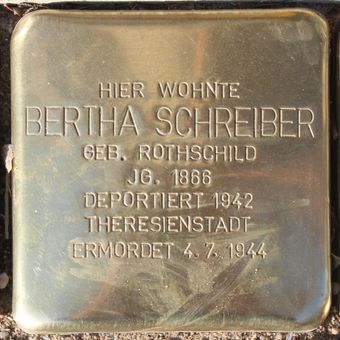 HIER WOHNTE
BERTHA SCHREIBER
GEB. ROTHSCHILD
JG. 1866
DEPORTIERT 1942
THERESIENSTADT
ERMORDET 4.7.1944